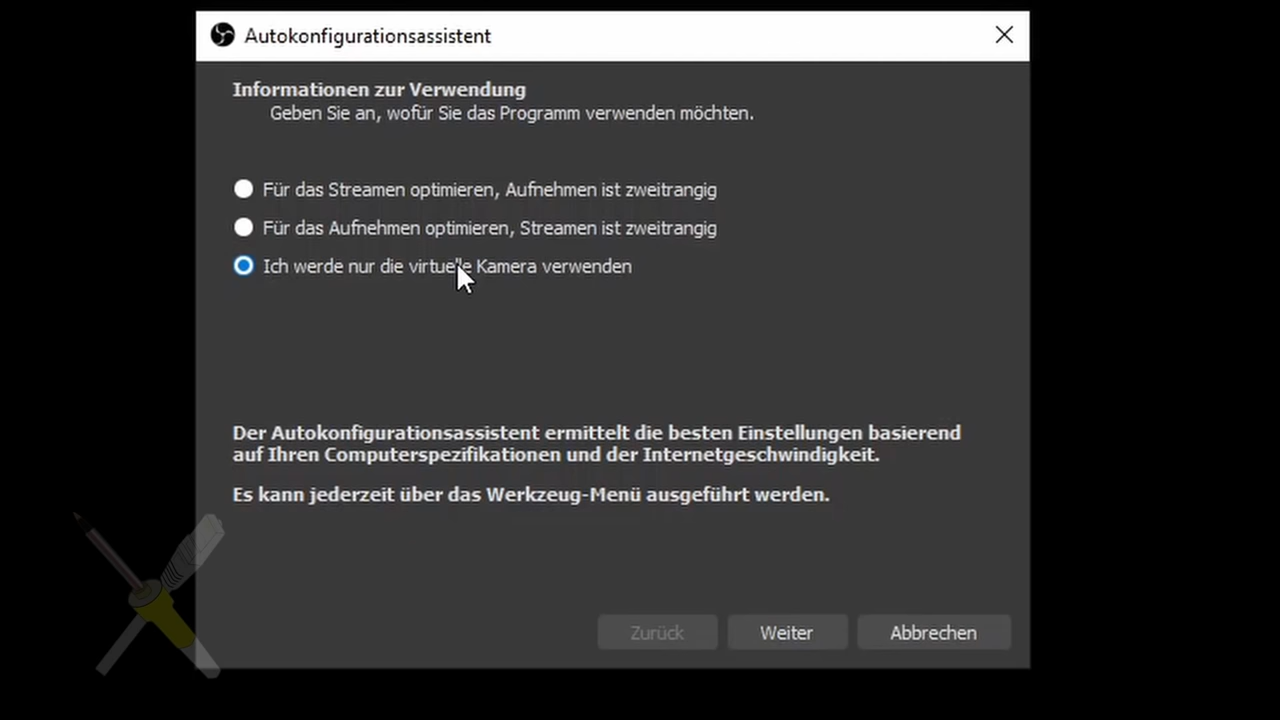 Autokonfigurationsassistent
Informationen zur Verwendung
Geben Sie an, wofür Sie das Programm verwenden möchten.
Für das Streamen optimieren, Aufnehmen ist zweitrangig
Für das Aufnehmen optimieren, Streamen ist zweitrangig
Ich werde nur die virtuelle Kamera verwenden
Der Autokonfigurationsassistent ermittelt die besten Einstellungen basierend
auf Ihren Computerspezifikationen und der Internetgeschwindigkeit.
Es kann jederzeit über das Werkzeug-Menü ausgeführt werden.
Zurück
Weiter
Abbrechen